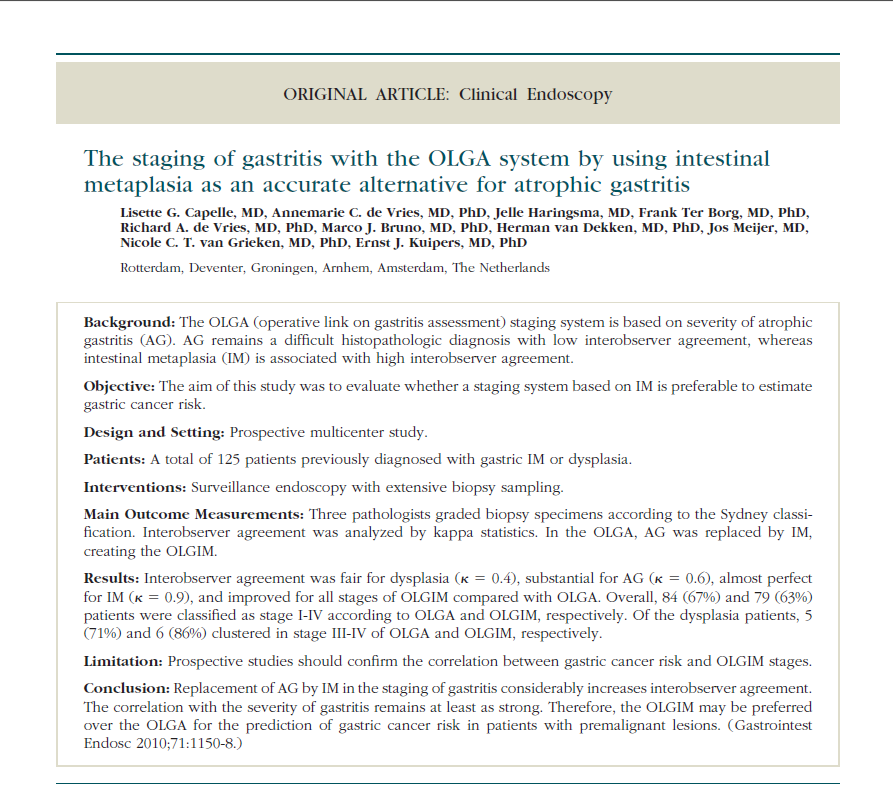 ORIGINAL ARTICLE: Clinical Endoscopy
The staging of gastritis with the OLGA system by using intestinal
metaplasia as an accurate alternative for atrophic gastritis
Lisette G. Capelle, MD, Annemarie C. de Vries, MD, PhD, Jelle Haringsma, MD, Frank Ter Borg, MD, PhD,
Richard A. de Vries, MD, PhD, Marco J. Bruno, MD, PhD, Herman van Dekken, MD, PhD, Jos Meijer, MD,
Nicole C. T. van Grieken, MD, PhD, Ernst J. Kuipers, MD, PhD
Rotterdam, Deventer, Groningen, Arnhem, Amsterdam, The Netherlands
Background: The OLGA (operative link on gastritis assessment) staging system is based on severity of atrophic
gastritis (AG). AG remains a difficult histopathologic diagnosis with low interobserver agreement, whereas
intestinal metaplasia (IM) is associated with high interobserver agreement.
Objective: The aim of this study was to evaluate whether a staging system based on IM is preferable to estimate
gastric cancer risk.
Design and Setting: Prospective multicenter study.
Patients: A total of 125 patients previously diagnosed with gastric IM or dysplasia.
Interventions: Surveillance endoscopy with extensive biopsy sampling.
Main Outcome Measurements: Three pathologists graded biopsy specimens according to the Sydney classi-
fication. Interobserver agreement was analyzed by kappa statistics. In the OLGA, AG was replaced by IM,
creating the OLGIM.
Results: Interobserver agreement was fair for dysplasia (κ = 0.4), substantial for AG (κ = 0.6), almost perfect
for IM (κ = 0.9), and improved for all stages of OLGIM compared with OLGA. Overall, 84 (67%) and 79 (63%)
patients were classified as stage I-IV according to OLGA and OLGIM, respectively. Of the dysplasia patients, 5
(71%) and 6 (86%) clustered in stage III-IV of OLGA and OLGIM, respectively.
Limitation: Prospective studies should confirm the correlation between gastric cancer risk and OLGIM stages.
Conclusion: Replacement of AG by IM in the staging of gastritis considerably increases interobserver agreement.
The correlation with the severity of gastritis remains at least as strong. Therefore, the OLGIM may be preferred
over the OLGA for the prediction of gastric cancer risk in patients with premalignant lesions. (Gastrointest
Endosc 2010;71:1150-8.)